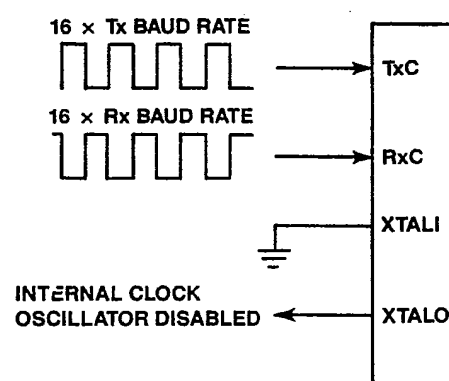 16 × Tx BAUD RATE
TxC
16 × Rx BAUD RATE
RxC
XTALI
INTERNAL CLOCK
OSCILLATOR DISABLED
XTALO